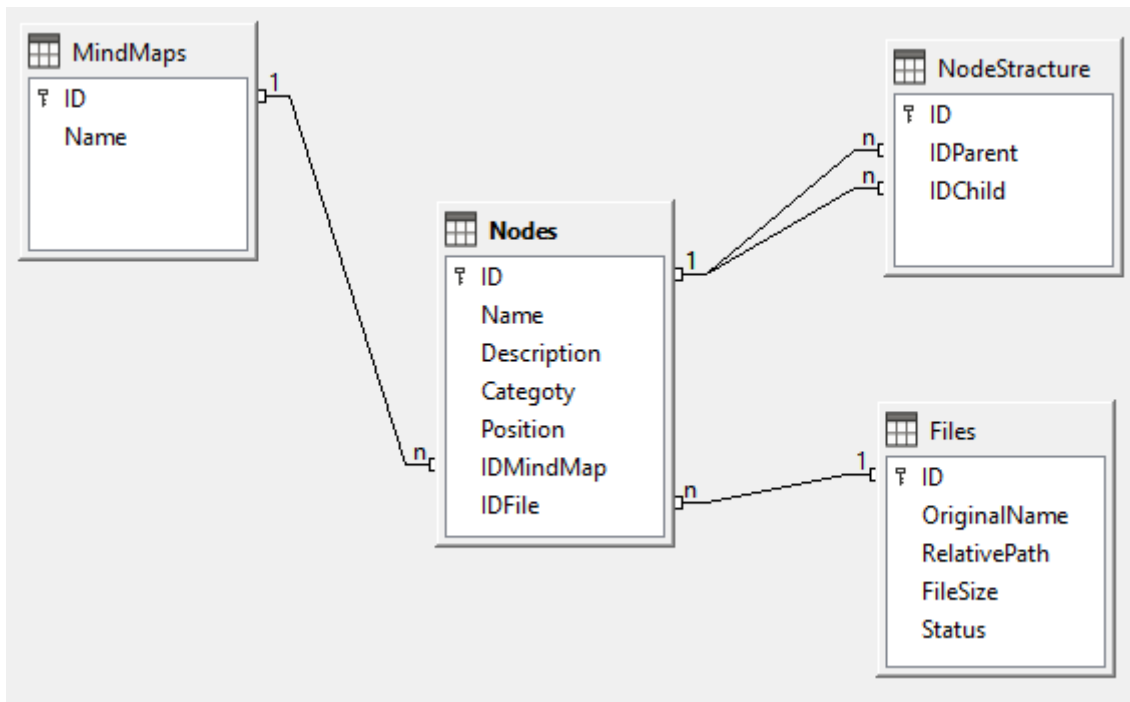 MindMaps
1
ID
Name
n
NodeStracture
ID
n
IDParent
n
IDChild
Nodes
1
ID
Name
Description
Categoty
Position
IDMindMap
n
IDFile
Files
1
ID
OriginalName
RelativePath
FileSize
Status